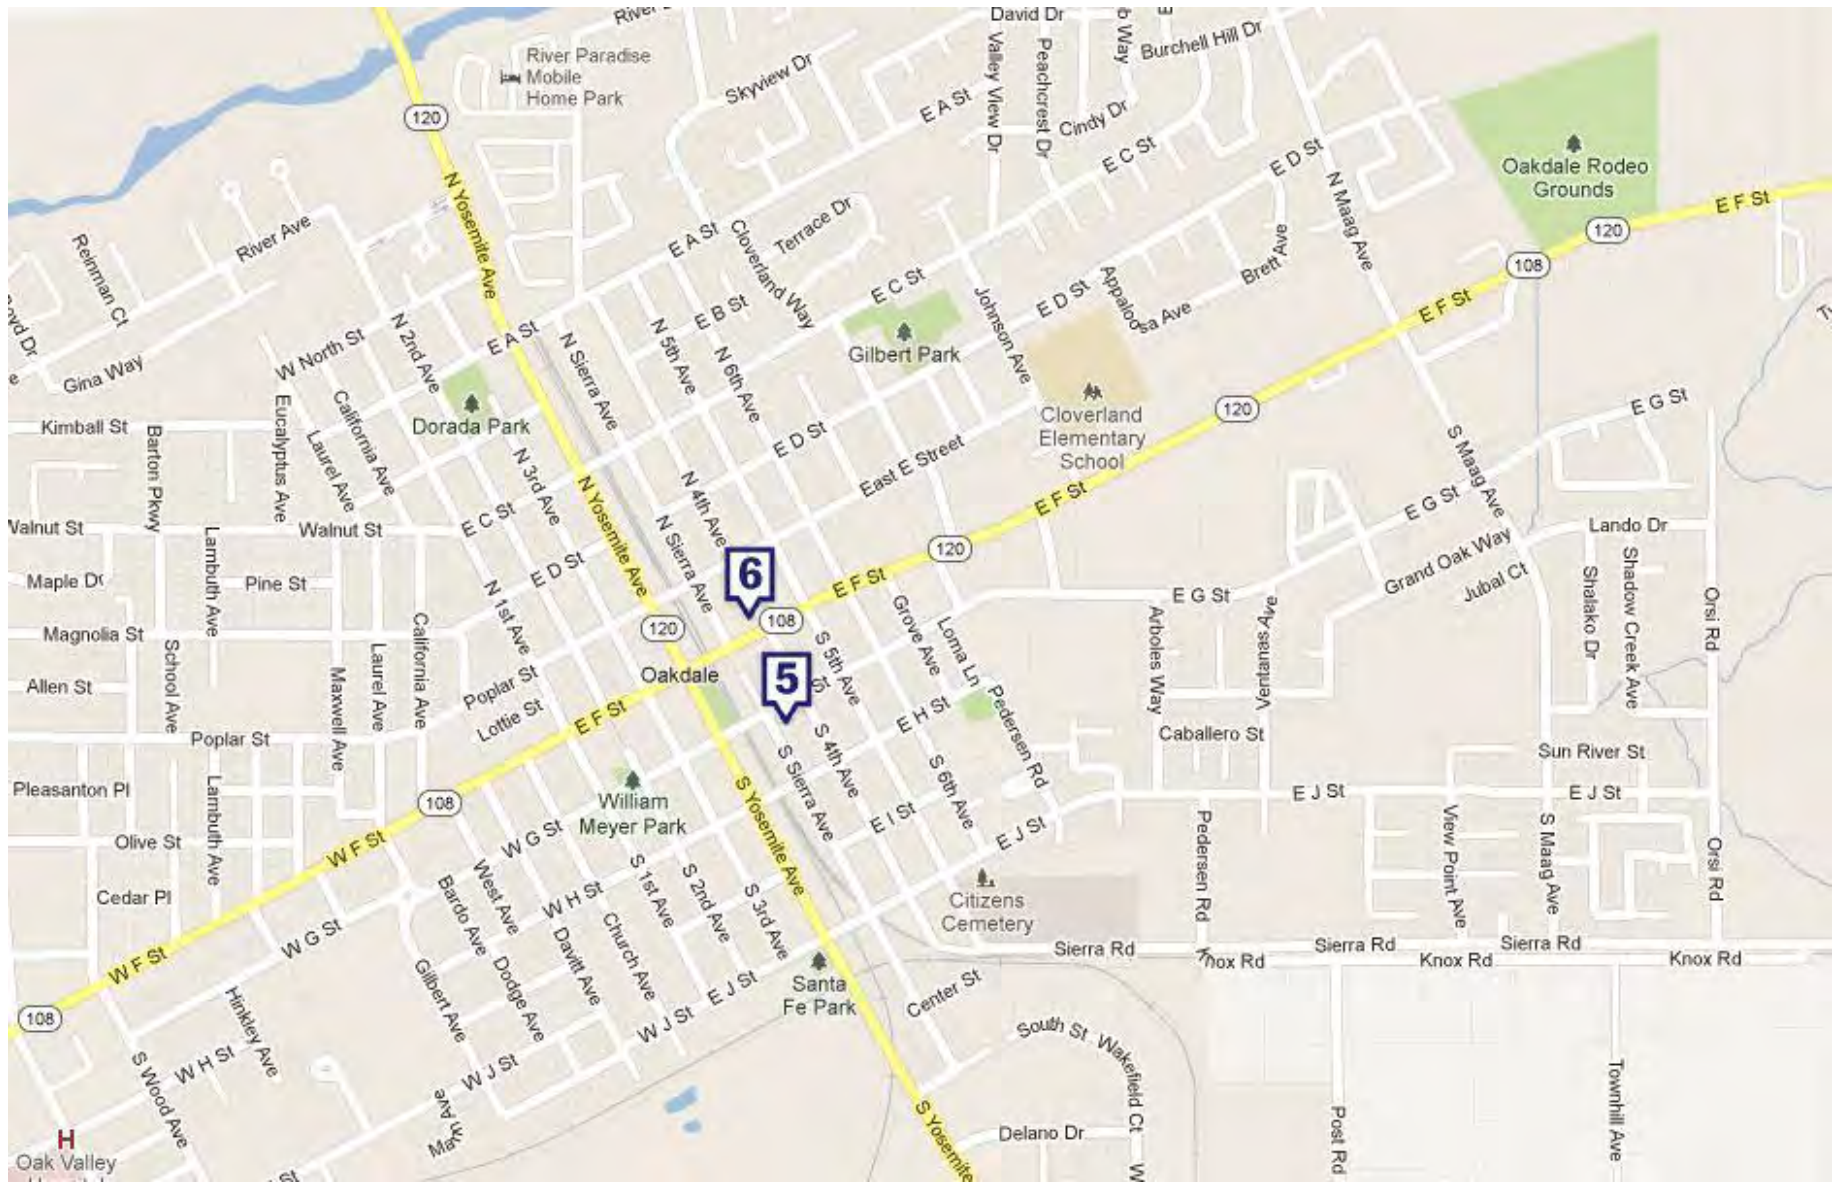 River
David Dr
b Way
E
Burchell Hill Dr
River Paradise
Mobile
Home Park
Skyview Dr
Valley View Dr
Peachcrest Dr
Cindy Dr
E A St
120
E C St
E D St
Oakdale Rodeo
Grounds
N Yosemite Ave
N Maag Ave
E F St
120
108
Reinman Ct
River Ave
E A St
Cloverland Way
Terrace Dr
Brett Ave
Appaloosa Ave
oyd Dr
Gina Way
W North St
N 2nd Ave
E A St
N Sierra Ave
N 5th Ave
E B St
E C St
Gilbert Park
Johnson Ave
E D St
E F St
N 6th Ave
Dorada Park
Cloverland
Elementary
School
120
E G St
Kimball St
Barton Pkwy
Eucalyptus Ave
Laurel Ave
California Ave
N 3rd Ave
N Yosemite Ave
E D St
East E Street
E F St
S Maag Ave
N 4th Ave
E G St
Walnut St
Walnut St
E C St
N Sierra Ave
Lando Dr
Grand Oak Way
Jubal Ct
Lambuth Ave
Maple D
Pine St
E D St
6
120
E F St
E G St
Shalako Dr
Shadow Creek Ave
Orsi Rd
N 1st Ave
Magnolia St
School Ave
California Ave
120
108
S 5th Ave
Grove Ave
Loma Ln
Arboles Way
Ventanas Ave
Allen St
Maxwell Ave
Laurel Ave
Poplar St
Lottie St
Oakdale
5
S
Pedersen Rd
E F St
E H St
Poplar St
S 4th Ave
S Sierra Ave
S 6th Ave
Caballero St
Sun River St
Pleasanton Pl
Lambuth Ave
108
William
Meyer Park
S Yosemite Ave
E I St
E J St
E J St
E J St
Olive St
W F St
W G St
Pedersen Rd
View Point Ave
S Maag Ave
Orsi Rd
Cedar Pl
Bardo Ave
West Ave
W H St
S 1st Ave
S 2nd Ave
S 3rd Ave
Citizens
Cemetery
W G St
Church Ave
Davitt Ave
Sierra Rd
Sierra Rd
Sierra Rd
Knox Rd
Knox Rd
Knox Rd
W F St
Gilbert Ave
Dodge Ave
E J St
Santa
Fe Park
Center St
108
Hinkley Ave
W J St
South St
Wakefield Ct
W H St
S Wood Ave
W J St
S Yosemite
Townhill Ave
Post Rd
Delano Dr
W
H
Oak Valley
St